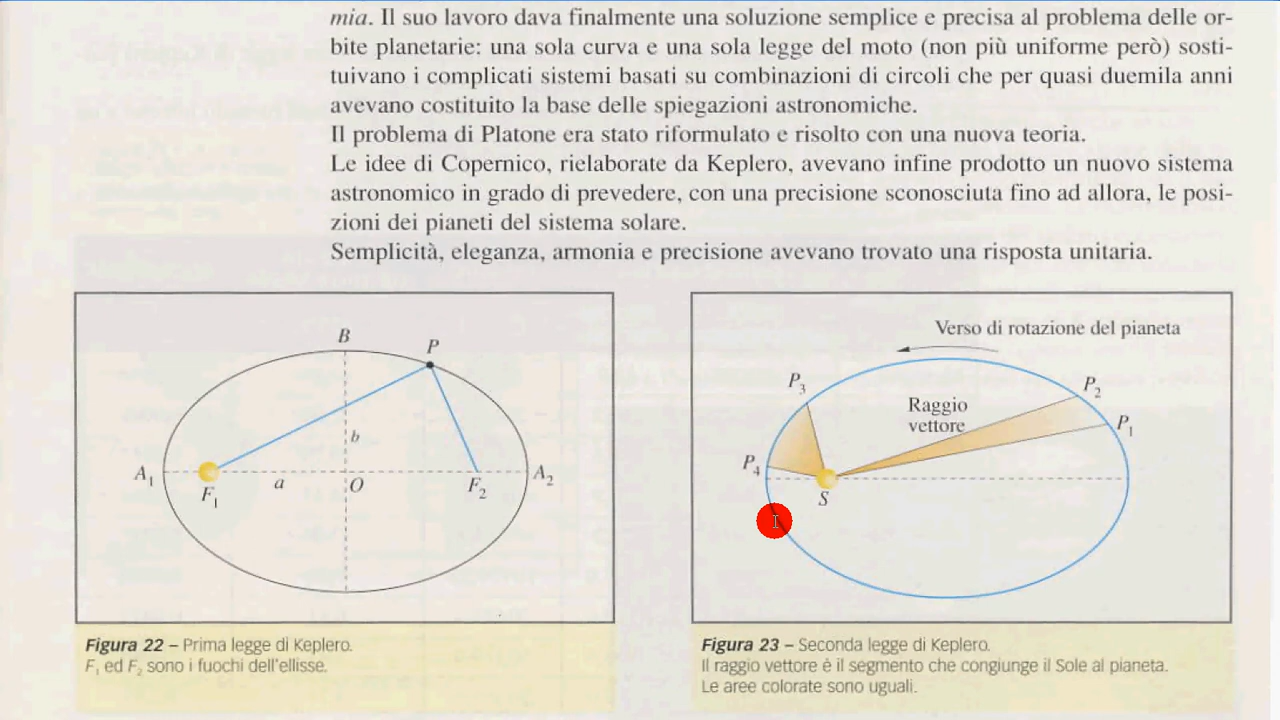 mia. Il suo lavoro dava finalmente una soluzione semplice e precisa al problema delle or-
bite planetarie: una sola curva e una sola legge del moto (non più uniforme però) sosti-
tuivano i complicati sistemi basati su combinazioni di circoli che per quasi duemila anni
avevano costituito la base delle spiegazioni astronomiche.
Il problema di Platone era stato riformulato e risolto con una nuova teoria.
Le idee di Copernico, rielaborate da Keplero, avevano infine prodotto un nuovo sistema
astronomico in grado di prevedere, con una precisione sconosciuta fino ad allora, le posi-
zioni dei pianeti del sistema solare.
Semplicità, eleganza, armonia e precisione avevano trovato una risposta unitaria.
B
P
b
A1
a
O
F1
F2
A2
Figura 22 – Prima legge di Keplero.
F1 ed F2 sono i fuochi dell'ellisse.
Verso di rotazione del pianeta
P3
P2
Raggio
vettore
P1
P4
S
Figura 23 – Seconda legge di Keplero.
Il raggio vettore è il segmento che congiunge il Sole al pianeta.
Le aree colorate sono uguali.